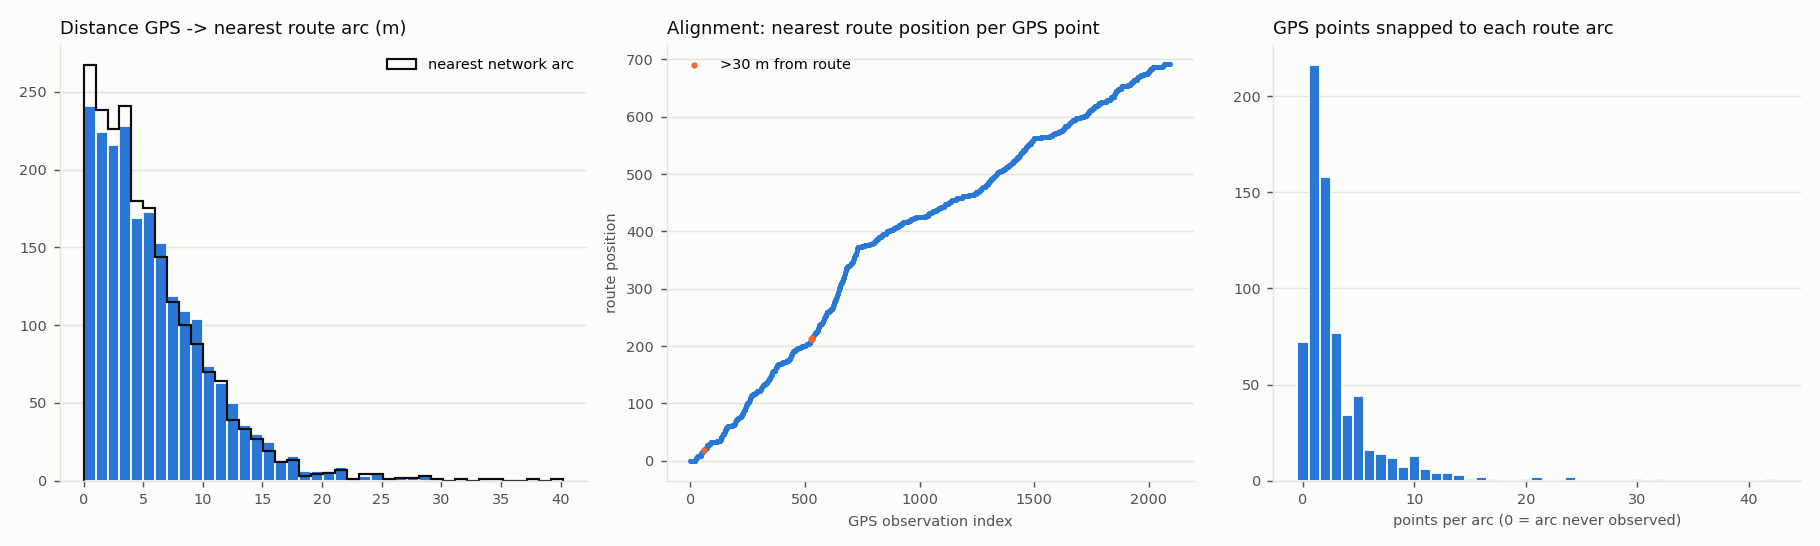 Distance GPS -> nearest route arc (m)
nearest network arc
250
200
150
100
50
0
0 5 10 15 20 25 30 35 40
Alignment: nearest route position per GPS point
>30 m from route
route position
700
600
500
400
300
200
100
0
0 500 1000 1500 2000
GPS observation index
GPS points snapped to each route arc
200
150
100
50
0
0 10 20 30 40
points per arc (0 = arc never observed)